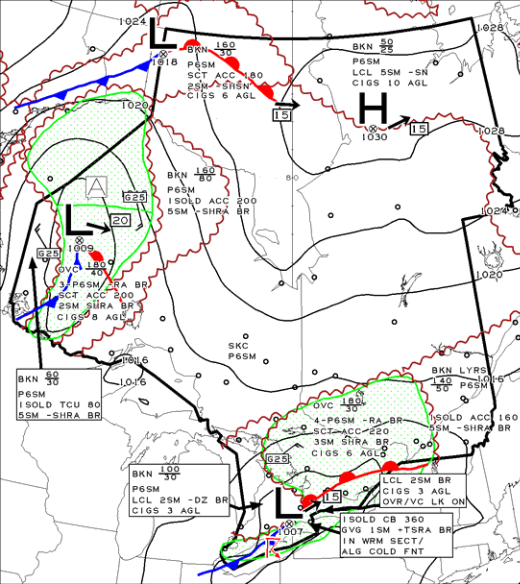 1024
L
1018
BKN 160/30
P6SM
SCT ACC 180
2SM -SHSN
CIGS 6 AGL
BKN 50/25
P6SM
LCL 5SM -SN
CIGS 10 AGL
1028
15
H
1030
15
1028
1020
A
G25
BKN 160/80
P6SM
ISOLD ACC 200
5SM -SHRA BR
80
1024
L
20
1009
G25
OVC 180/40
3-P6SM -RA BR
SCT ACC 200
2SM SHRA BR
CIGS 8 AGL
1020
SKC
P6SM
1016
1016
BKN 60/30
P6SM
ISOLD TCU 80
5SM -SHRA BR
BKN LYRS
140/50
1016
ISOLD ACC 160
5SM -SHRA BR
OVC 180/30
4-P6SM -RA BR
SCT ACC 220
3SM SHRA BR
CIGS 6 AGL
G25
BKN 100/30
P6SM
LCL 2SM -DZ BR
CIGS 3 AGL
L
15
1007
LCL 2SM BR
CIGS 3 AGL
OVR/VC LK ON
ISOLD CB 360
GVG 1SM +TSRA BR
IN WRM SECT/
ALG COLD FNT